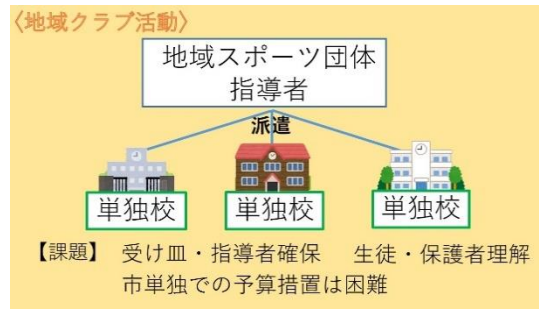 〈地域クラブ活動〉
地域スポーツ団体
指導者
派遣
単独校 単独校 単独校
【課題】 受け皿・指導者確保 生徒・保護者理解
市単独での予算措置は困難